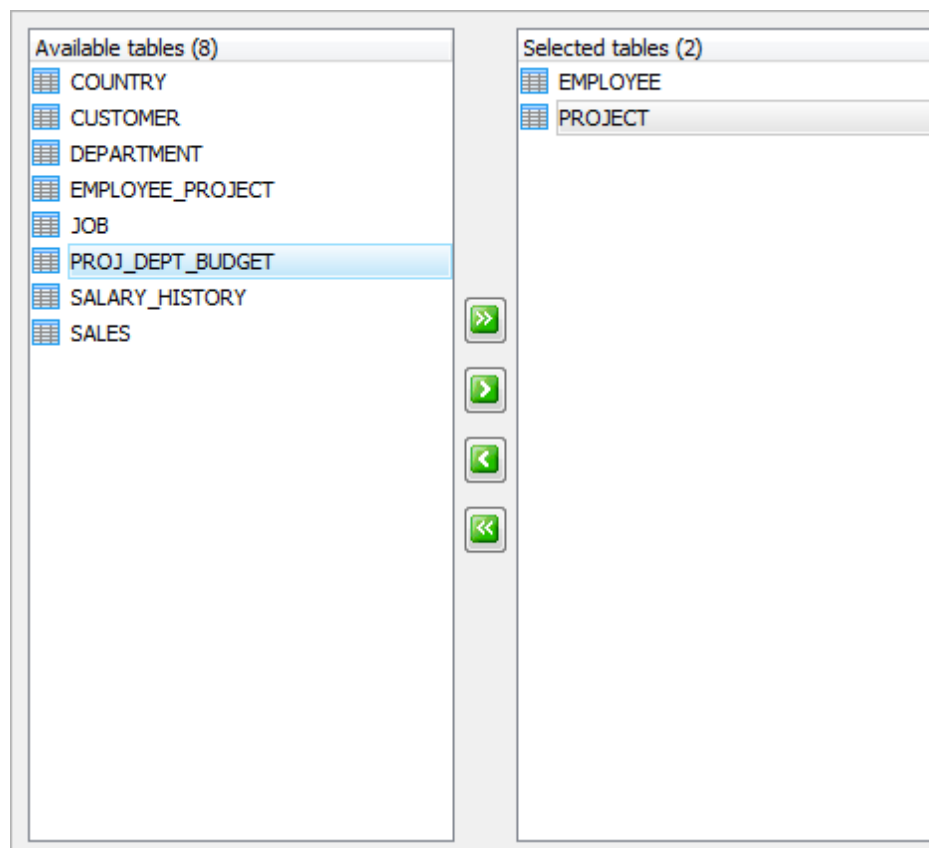 Available tables (8)
COUNTRY
CUSTOMER
DEPARTMENT
EMPLOYEE_PROJECT
JOB
PROJ_DEPT_BUDGET
SALARY_HISTORY
SALES
Selected tables (2)
EMPLOYEE
PROJECT